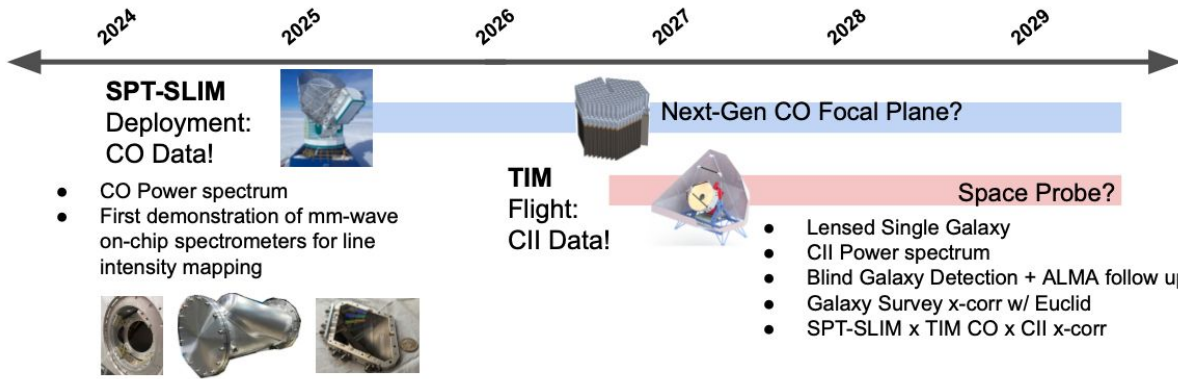 2024
2025
2026
2027
2028
2029
SPT-SLIM
Deployment:
CO Data!
Next-Gen CO Focal Plane?
• CO Power spectrum
• First demonstration of mm-wave
on-chip spectrometers for line
intensity mapping
TIM
Flight:
CII Data!
Space Probe?
• Lensed Single Galaxy
• CII Power spectrum
• Blind Galaxy Detection + ALMA follow up
• Galaxy Survey x-corr w/ Euclid
• SPT-SLIM x TIM CO x CII x-corr